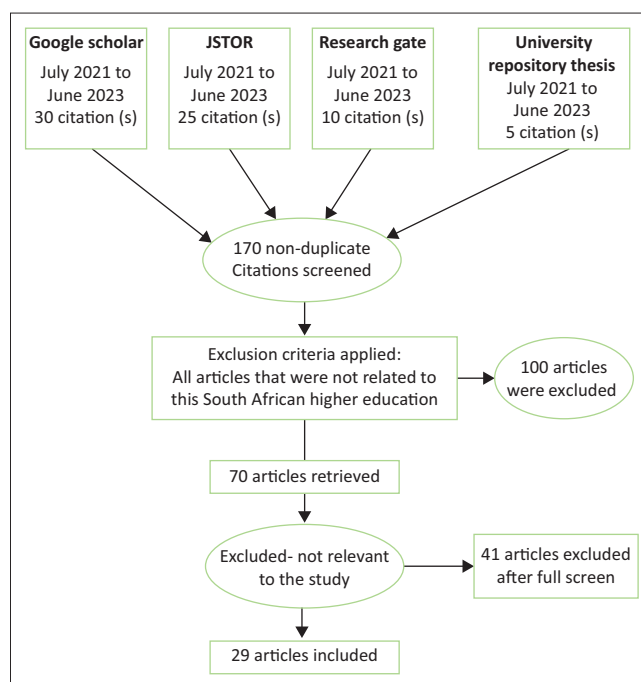 Google scholar
July 2021 to
June 2023
30 citation (s)
JSTOR
July 2021 to
June 2023
25 citation (s)
Research gate
July 2021 to
June 2023
10 citation (s)
University
repository thesis
July 2021 to
June 2023
5 citation (s)
170 non-duplicate
Citations screened
Exclusion criteria applied:
All articles that were not related to
this South African higher education
100 articles
were excluded
70 articles retrieved
Excluded- not relevant
to the study
41 articles excluded
after full screen
29 articles included